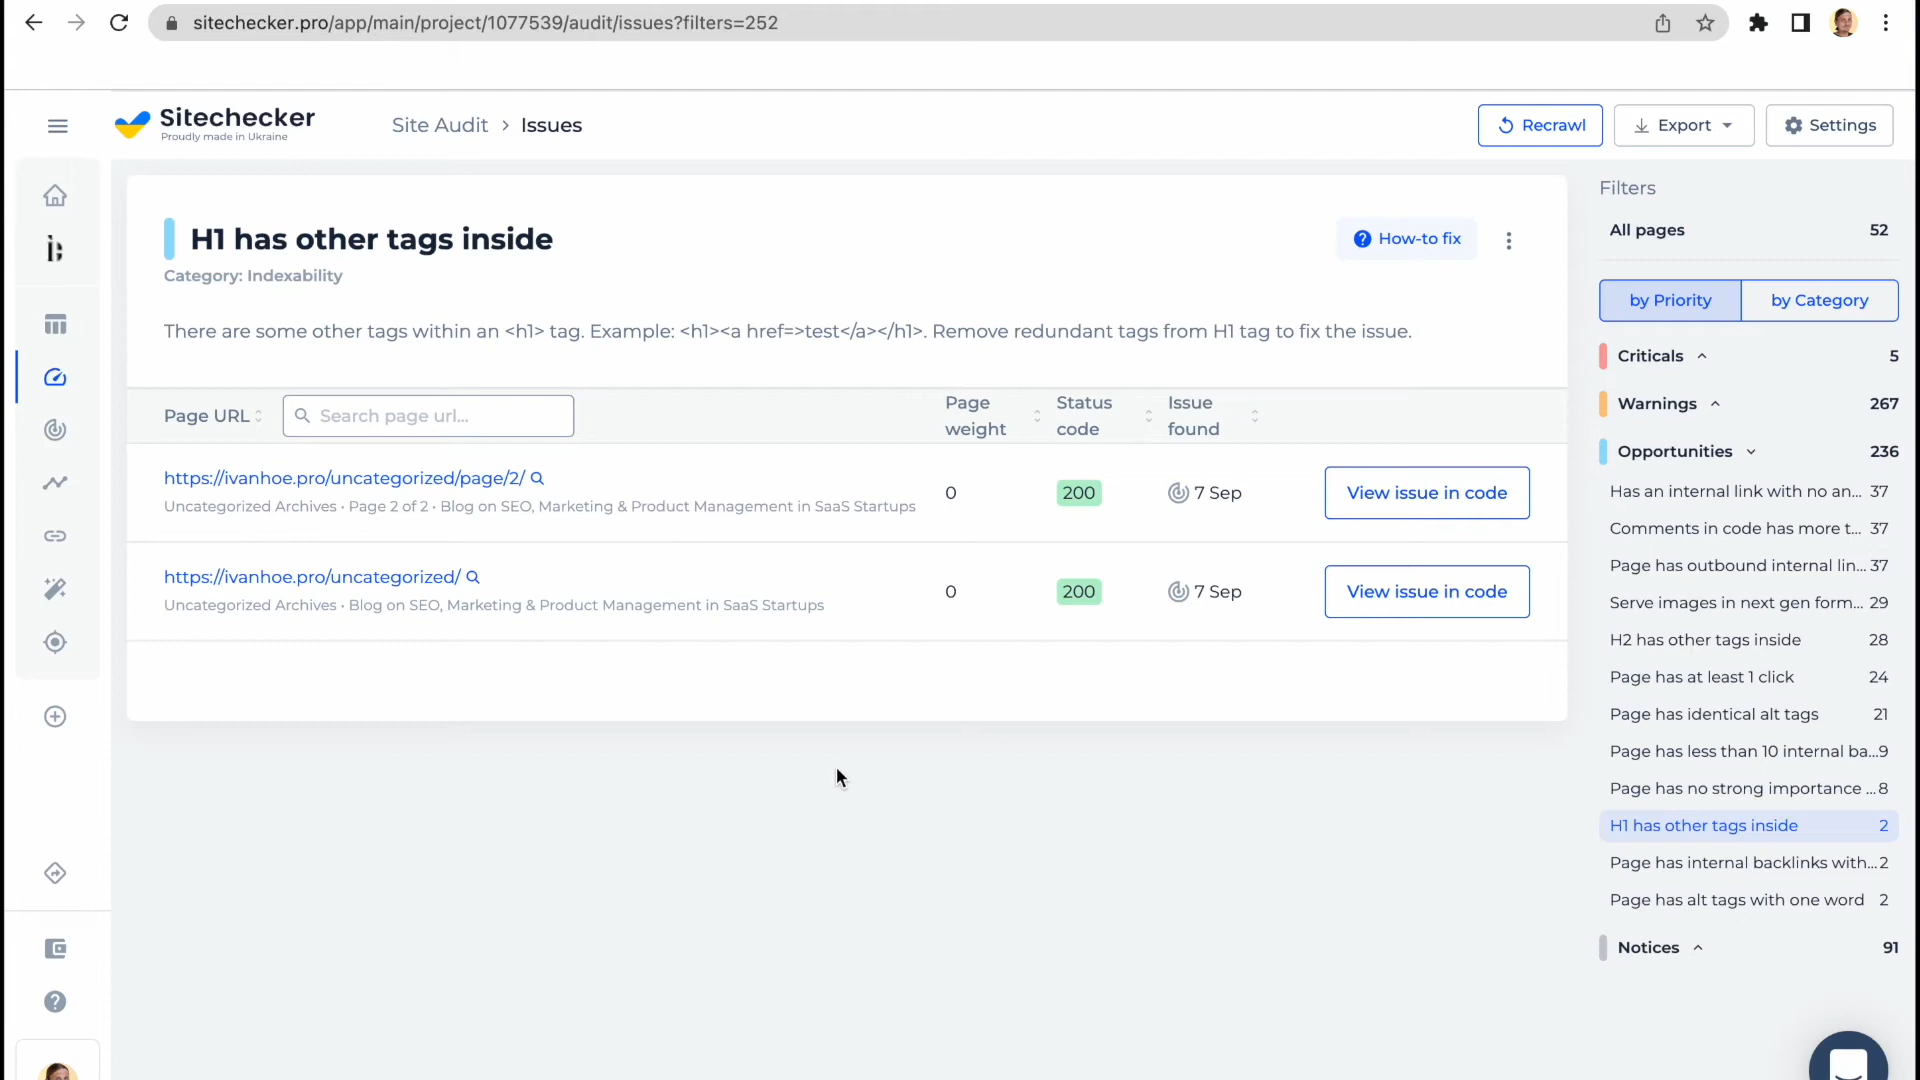 sitechecker.pro/app/main/project/1077539/audit/issues?filters=252
Sitechecker
Proudly made in Ukraine
Site Audit > Issues
Recrawl
Export
Settings
H1 has other tags inside
How-to fix
Category: Indexability
There are some other tags within an <h1> tag. Example: <h1><a href=>test</a></h1>. Remove redundant tags from H1 tag to fix the issue.
Page URL
Search page url...
Page weight
Status code
Issue found
https://ivanhoe.pro/uncategorized/page/2/
Uncategorized Archives • Page 2 of 2 • Blog on SEO, Marketing & Product Management in SaaS Startups
0
200
7 Sep
View issue in code
https://ivanhoe.pro/uncategorized/
Uncategorized Archives • Blog on SEO, Marketing & Product Management in SaaS Startups
0
200
7 Sep
View issue in code
Filters
All pages 52
by Priority
by Category
Criticals 5
Warnings 267
Opportunities 236
Has an internal link with no an... 37
Comments in code has more t... 37
Page has outbound internal lin... 37
Serve images in next gen form... 29
H2 has other tags inside 28
Page has at least 1 click 24
Page has identical alt tags 21
Page has less than 10 internal ba...9
Page has no strong importance ...8
H1 has other tags inside 2
Page has internal backlinks with...2
Page has alt tags with one word 2
Notices 91